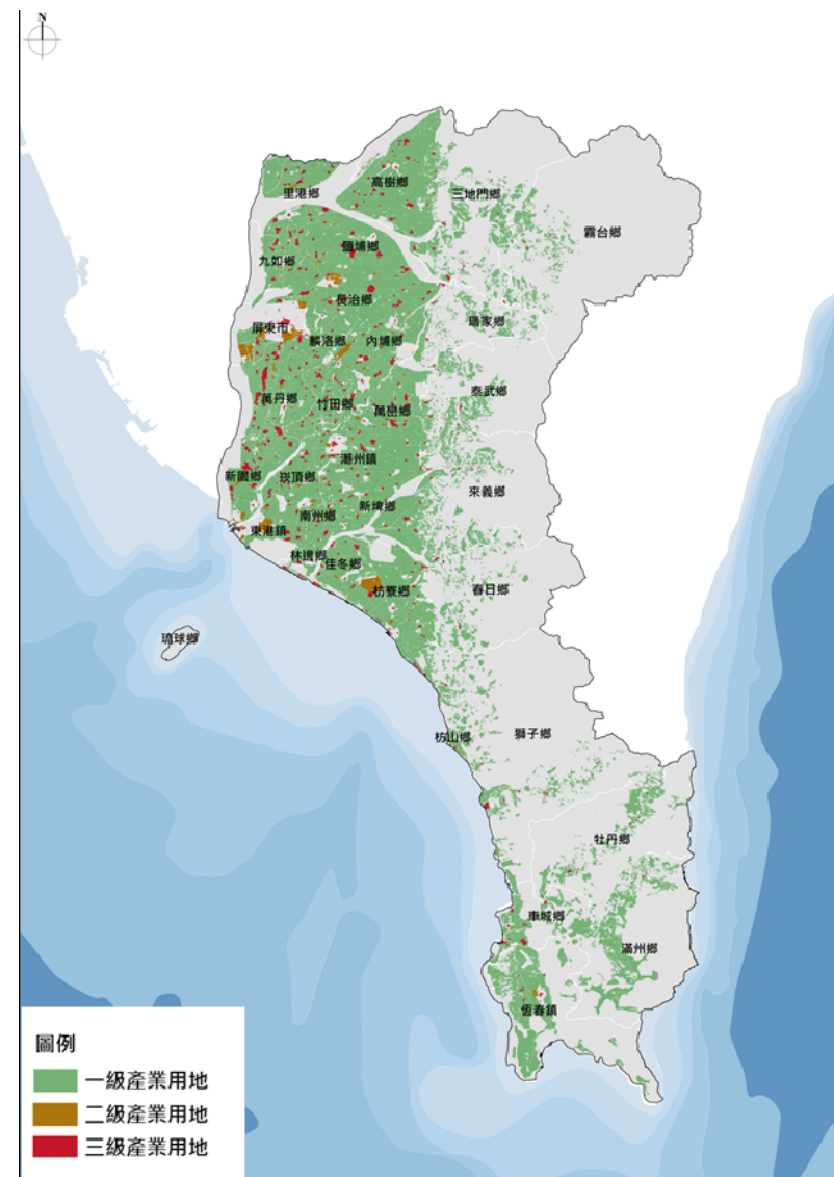 N
高樹鄉
里港鄉
三地門鄉
霧台鄉
鹽埔鄉
九如鄉
長治鄉
瑪家鄉
屏東市
麟洛鄉
內埔鄉
泰武鄉
萬丹鄉
竹田鄉
萬巒鄉
潮州鎮
新園鄉
崁頂鄉
來義鄉
新埤鄉
南州鄉
東港鎮
林邊鄉
佳冬鄉
枋寮鄉
春日鄉
琉球鄉
獅子鄉
枋山鄉
牡丹鄉
車城鄉
滿州鄉
恆春鎮
圖例
一級產業用地
二級產業用地
三級產業用地